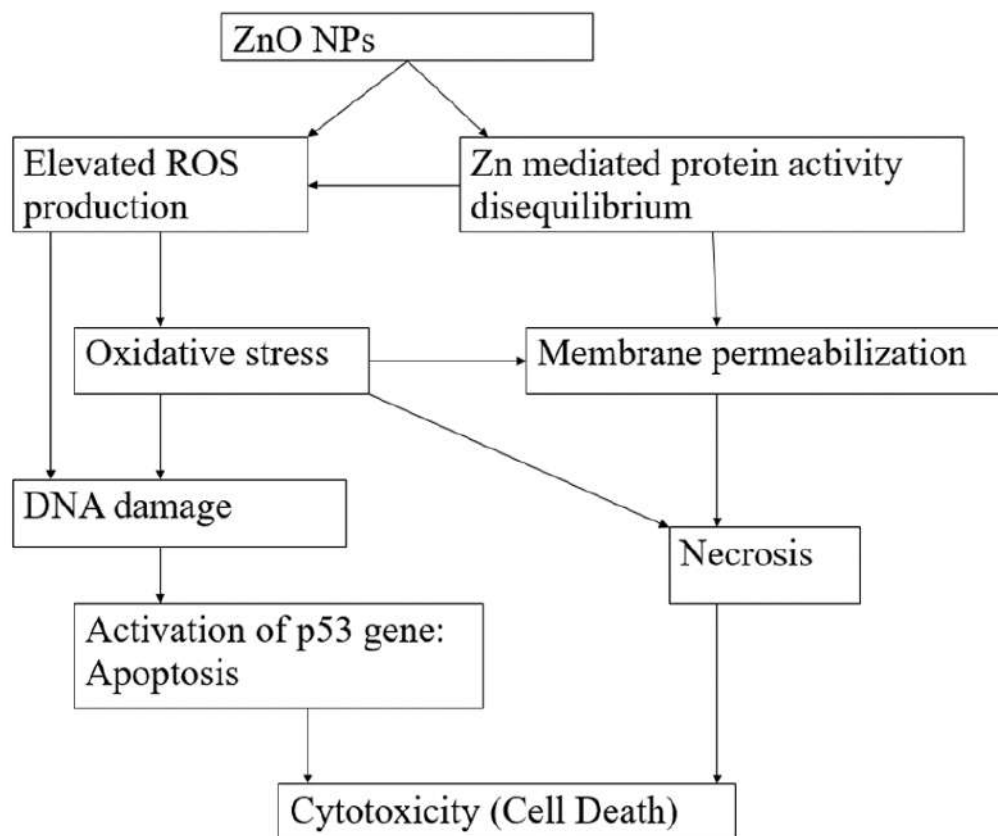 ZnO NPs
Elevated ROS
production
Zn mediated protein activity
disequilibrium
Oxidative stress
Membrane permeabilization
DNA damage
Necrosis
Activation of p53 gene:
Apoptosis
Cytotoxicity (Cell Death)